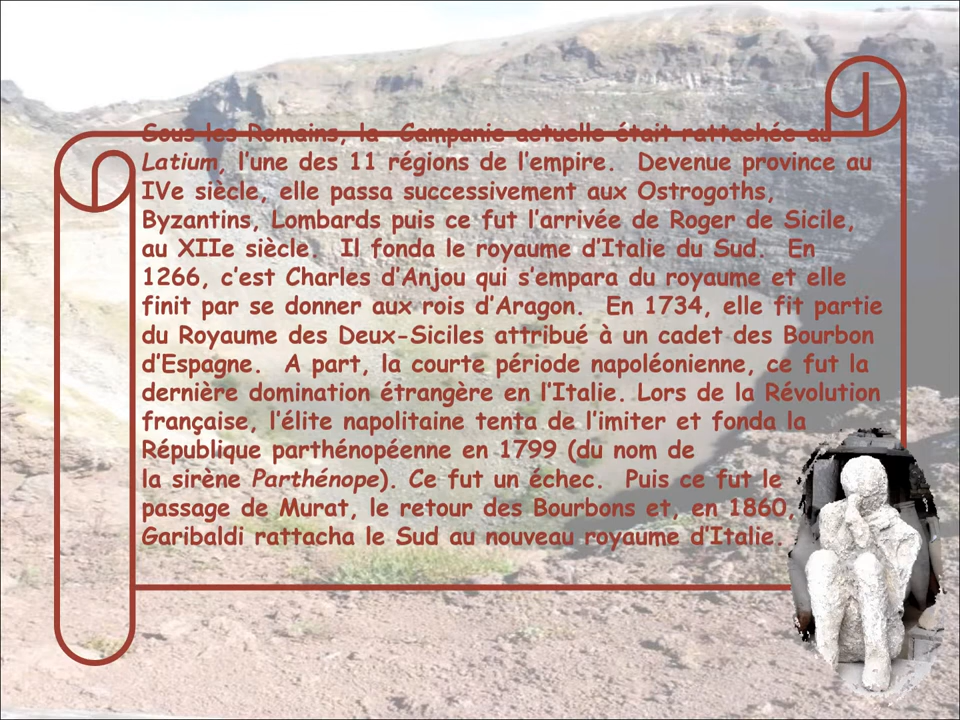 Sous les Romains, la Campanie actuelle était rattachée au
Latium, l'une des 11 régions de l'empire. Devenue province au
IVe siècle, elle passa successivement aux Ostrogoths,
Byzantins, Lombards puis ce fut l'arrivée de Roger de Sicile,
au XIIe siècle. Il fonda le royaume d'Italie du Sud. En
1266, c'est Charles d'Anjou qui s'empara du royaume et elle
finit par se donner aux rois d'Aragon. En 1734, elle fit partie
du Royaume des Deux-Siciles attribué à un cadet des Bourbon
d'Espagne. A part, la courte période napoléonienne, ce fut la
dernière domination étrangère en l'Italie. Lors de la Révolution
française, l'élite napolitaine tenta de l'imiter et fonda la
République parthénopéenne en 1799 (du nom de
la sirène Parthénope). Ce fut un échec. Puis ce fut le
passage de Murat, le retour des Bourbons et, en 1860,
Garibaldi rattacha le Sud au nouveau royaume d'Italie.